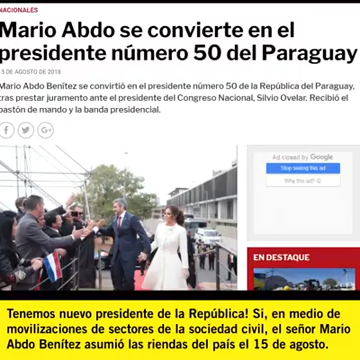 NACIONALES
Mario Abdo se convierte en el
presidente número 50 del Paraguay
5 DE AGOSTO DE 2018
Mario Abdo Benítez se convirtió en el presidente número 50 de la República del Paraguay,
tras prestar juramento ante el presidente del Congreso Nacional, Silvio Ovelar. Recibió el
bastón de mando y la banda presidencial.
Ads closed by Google
Stop seeing this ad
Why this ad?
EN DESTAQUE
Tenemos nuevo presidente de la República! Si, en medio de
movilizaciones de sectores de la sociedad civil, el señor Mario
Abdo Benítez asumió las riendas del país el 15 de agosto.